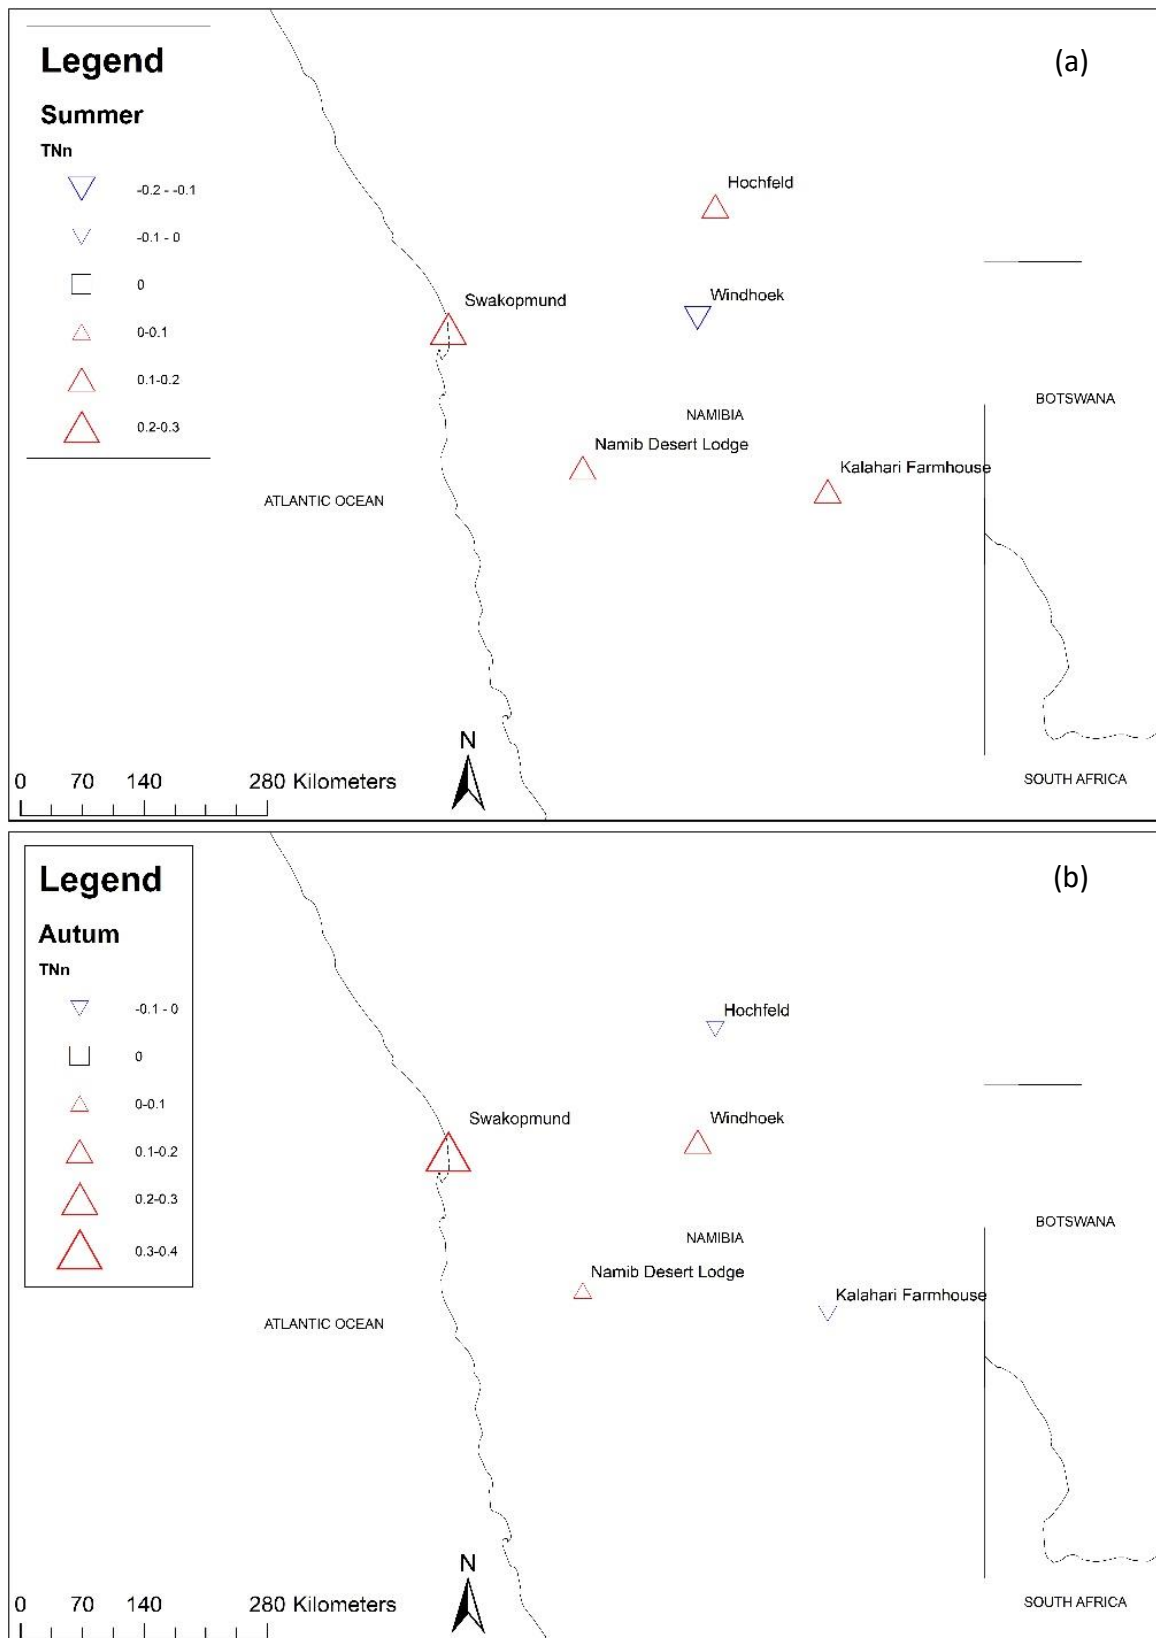 Legend
(a)
Summer
TNn
-0.2 - -0.1
Hochfeld
-0.1 - 0
0
Windhoek
Swakopmund
0-0.1
0.1-0.2
BOTSWANA
NAMIBIA
0.2-0.3
Namib Desert Lodge
Kalahari Farmhouse
ATLANTIC OCEAN
N
0 70 140 280 Kilometers
SOUTH AFRICA
Legend
(b)
Autum
TNn
-0.1 - 0
Hochfeld
0
0-0.1
Swakopmund
Windhoek
0.1-0.2
0.2-0.3
BOTSWANA
NAMIBIA
0.3-0.4
Namib Desert Lodge
Kalahari Farmhouse
ATLANTIC OCEAN
N
0 70 140 280 Kilometers
SOUTH AFRICA